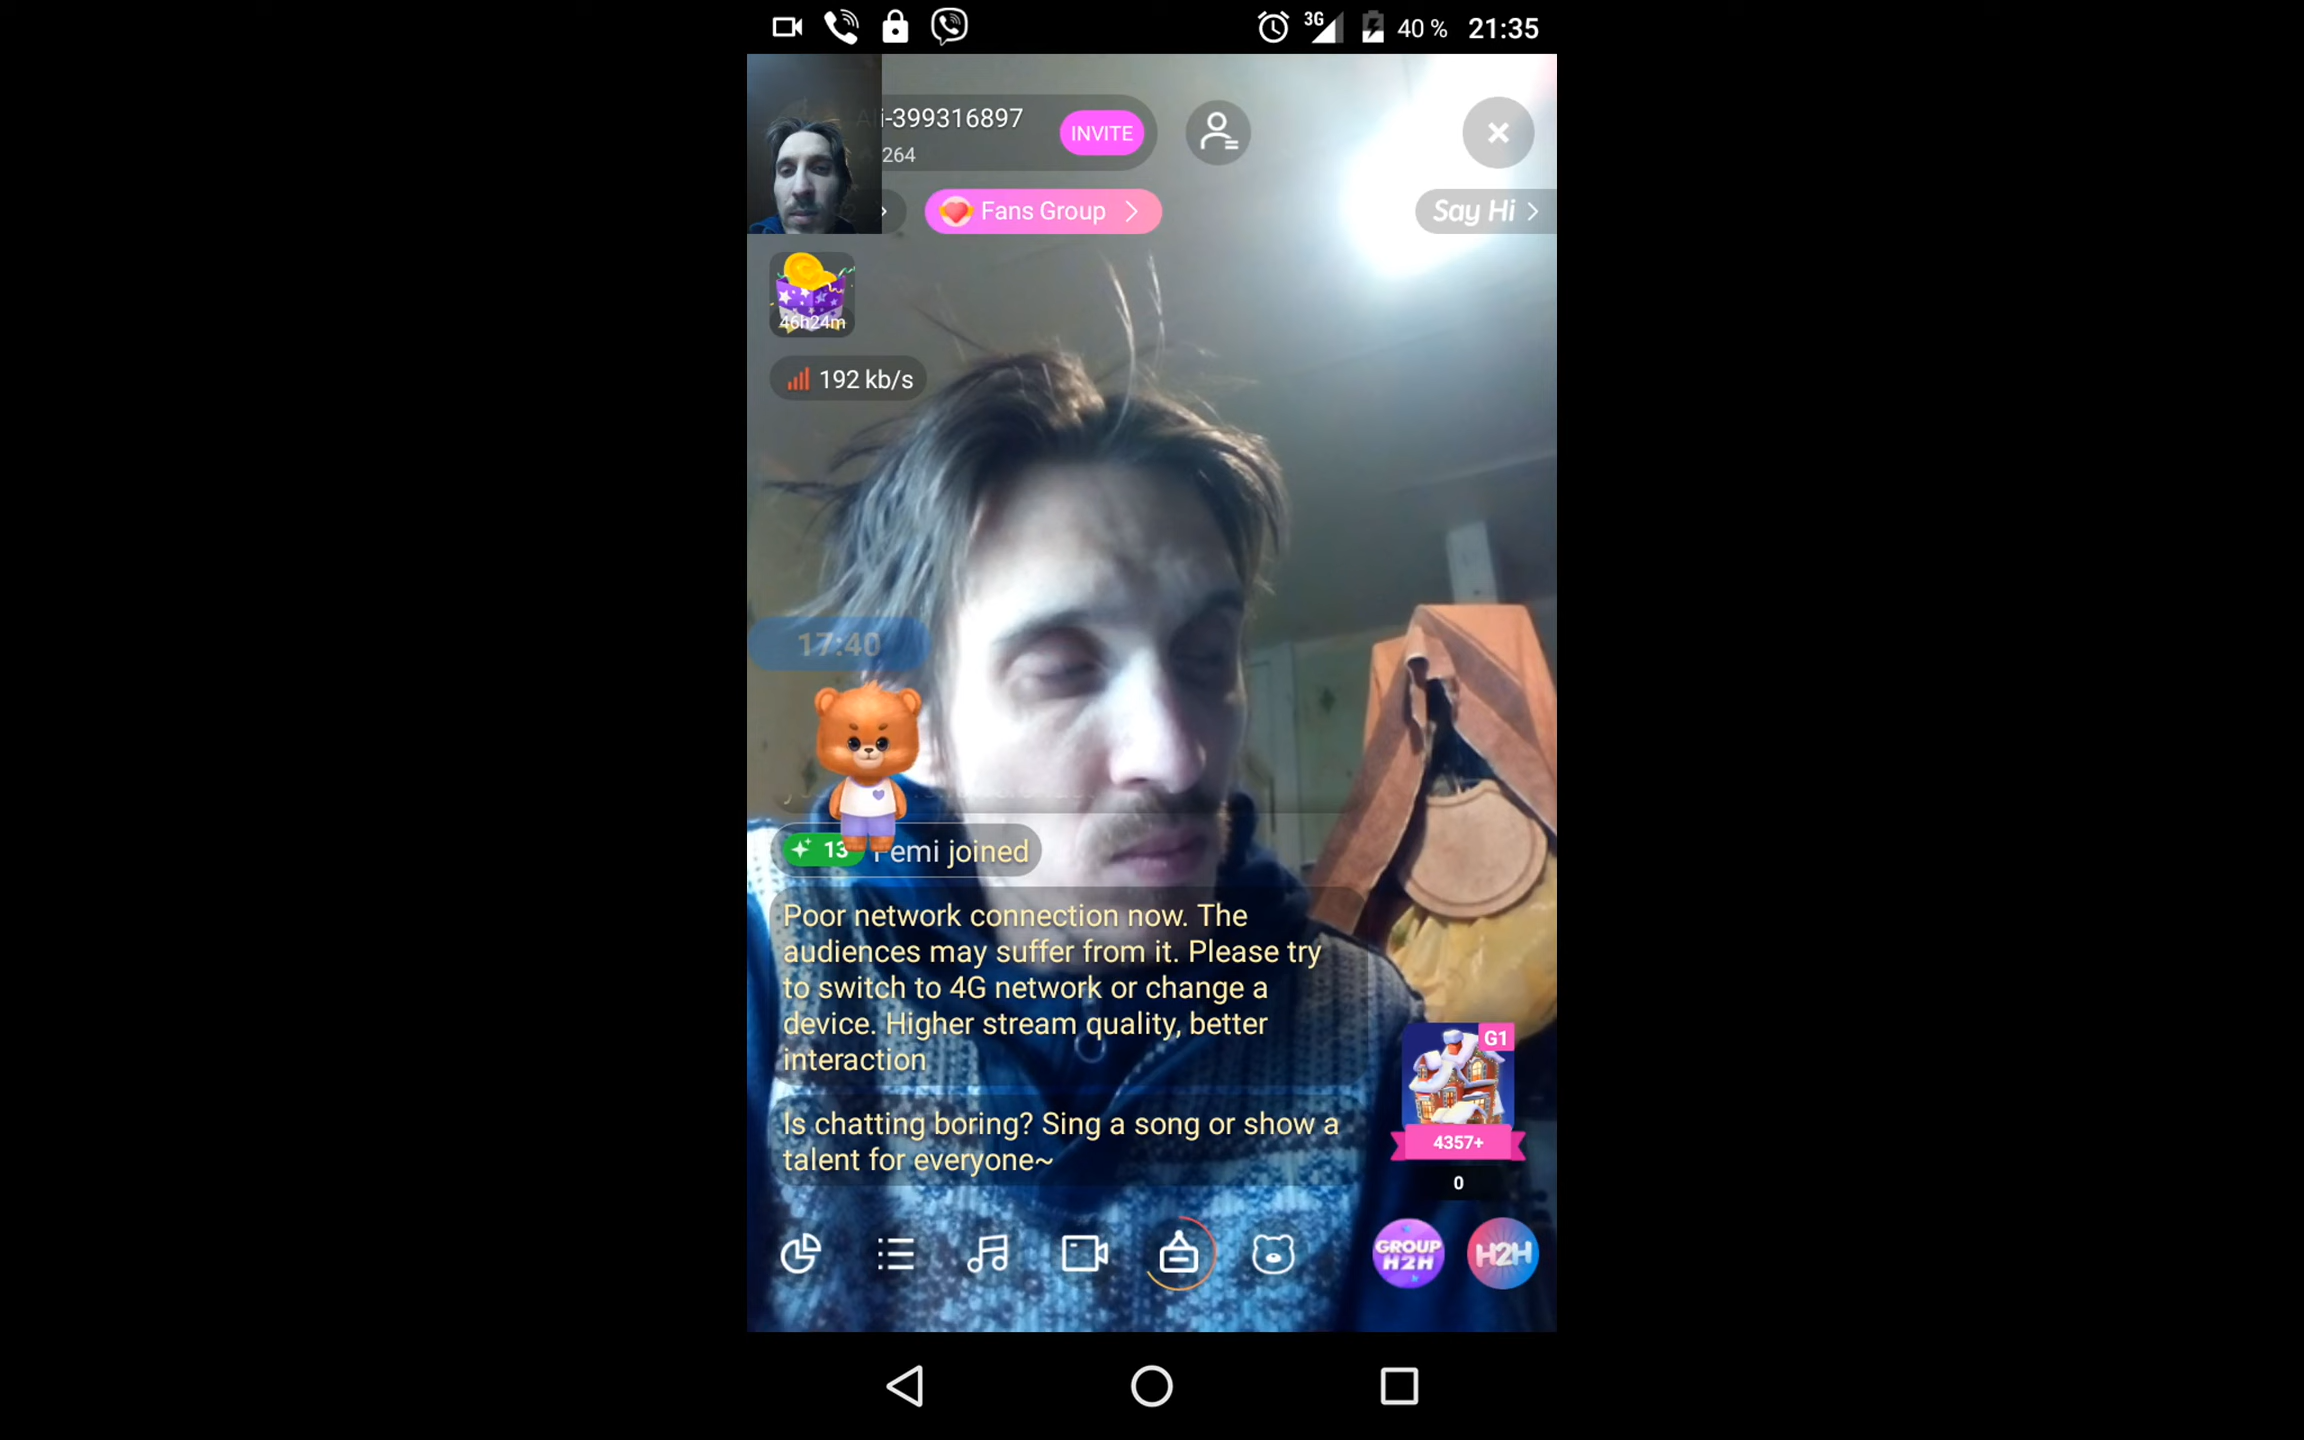 3G
40 %
21:35
i-399316897
264
INVITE
Fans Group
Say Hi
46h24m
192 kb/s
17:40
13
Femi joined
Poor network connection now. The
audiences may suffer from it. Please try
to switch to 4G network or change a
device. Higher stream quality, better
interaction
Is chatting boring? Sing a song or show a
talent for everyone~
G1
4357+
0
GROUP
H2H
H2H